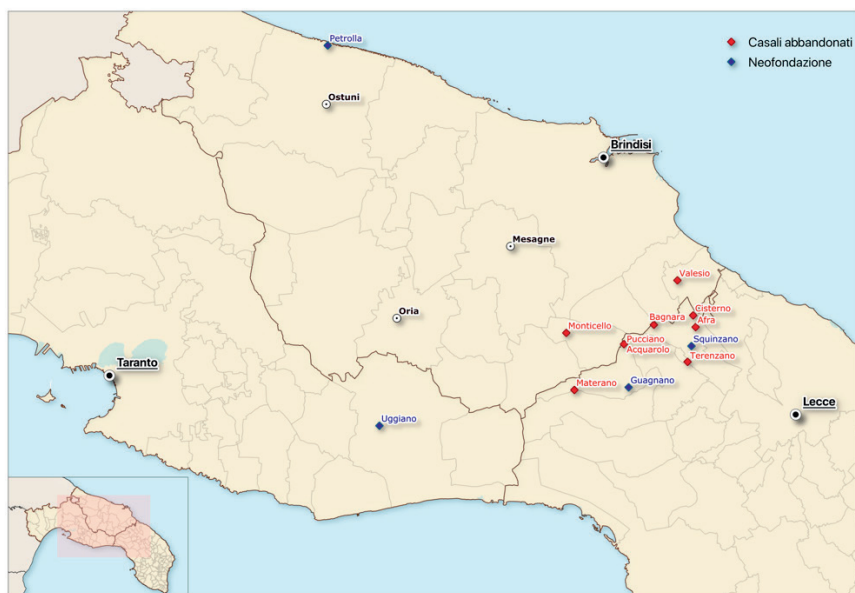 Petrolla
Casali abbandonati
Neofondazione
Ostuni
Brindisi
Mesagne
Valesio
Oria
Cisterno
Bagnara
Afra
Monticello
Pucciano
Acquarolo
Squinzano
Terenzano
Taranto
Materano
Guagnano
Lecce
Uggiano